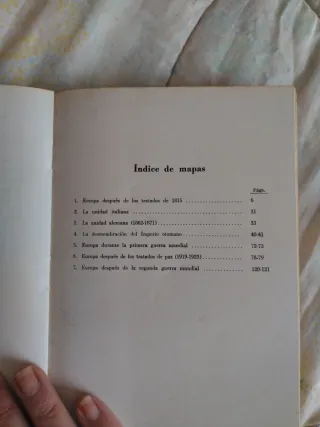 Índice de mapas
Págs.
1. Europa después de los tratados de 1815 ................. 6
2. La unidad italiana ................. 31
3. La unidad alemana (1862-1871) ................. 33
4. La desmembración del Imperio otomano ................. 40-41
5. Europa durante la primera guerra mundial ................. 72-73
6. Europa después de los tratados de paz (1919-1923) ................. 78-79
7. Europa después de la segunda guerra mundial ................. 120-121